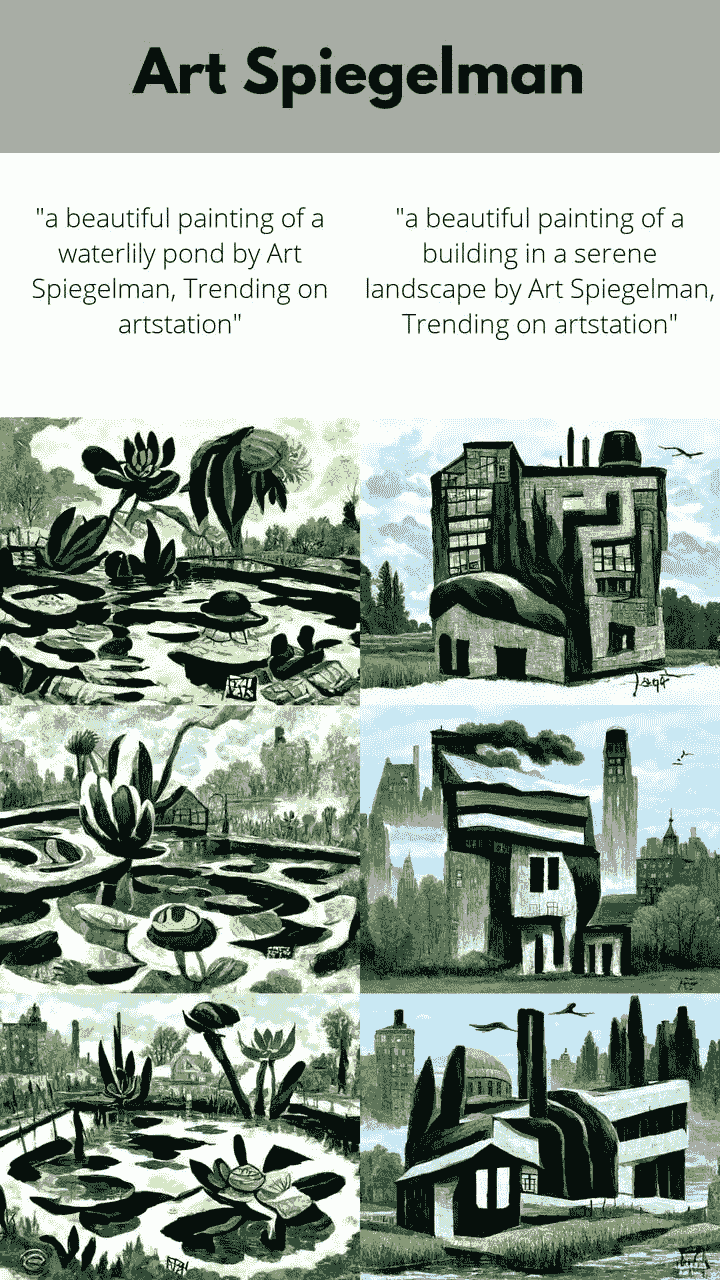 Art Spiegelman
"a beautiful painting of a
waterlily pond by Art
Spiegelman, Trending on
artstation"
"a beautiful painting of a
building in a serene
landscape by Art Spiegelman,
Trending on artstation"